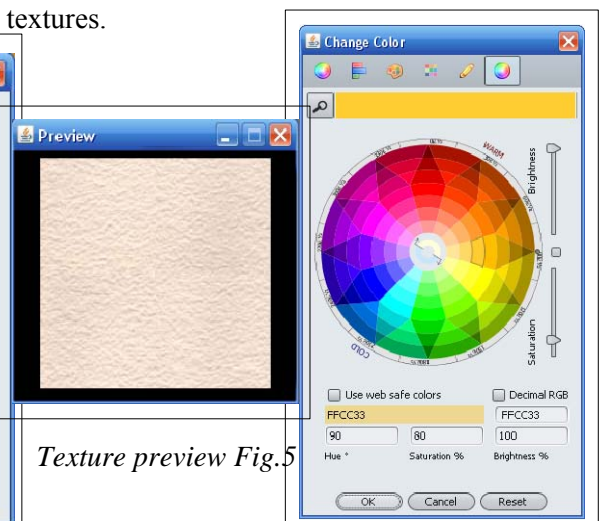 textures.
Preview
Texture preview Fig.5
Change Color
WARM
COLD
Brightness
Saturation
Use web safe colors
Decimal RGB
FFCC33
FFCC33
90
80
100
Hue °
Saturation %
Brightness %
OK
Cancel
Reset